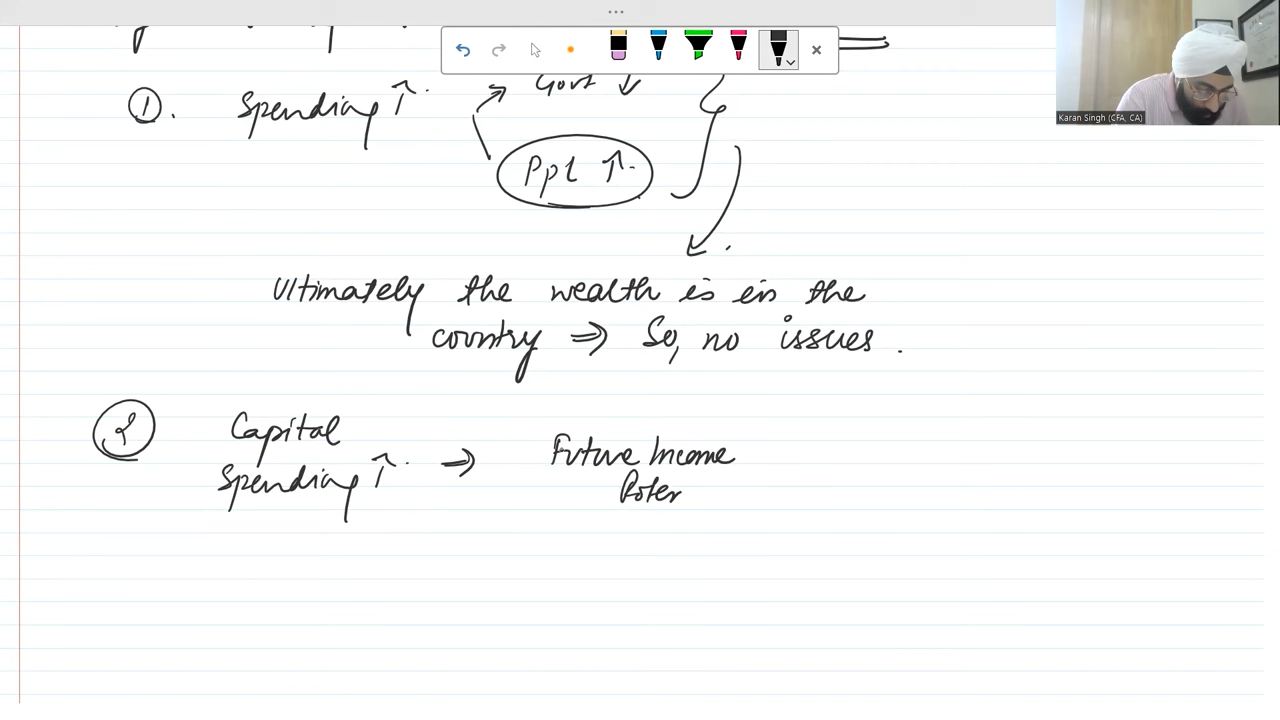 ①. Spending ↑
Govt ↓
Ppl ↑
Ultimately the wealth is in the
country ⇒ So, no issues.
② Capital
Spending ↑ ⇒ Future Income
Poten
Karan Singh (CFA, CA)